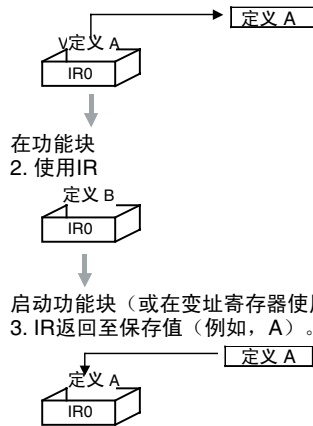 定义 A
V定义 A
IR0
在功能块
2. 使用IR
定义 B
IR0
启动功能块（或在变址寄存器使用
3. IR返回至保存值（例如，A）。
定义 A
定义 A
IR0